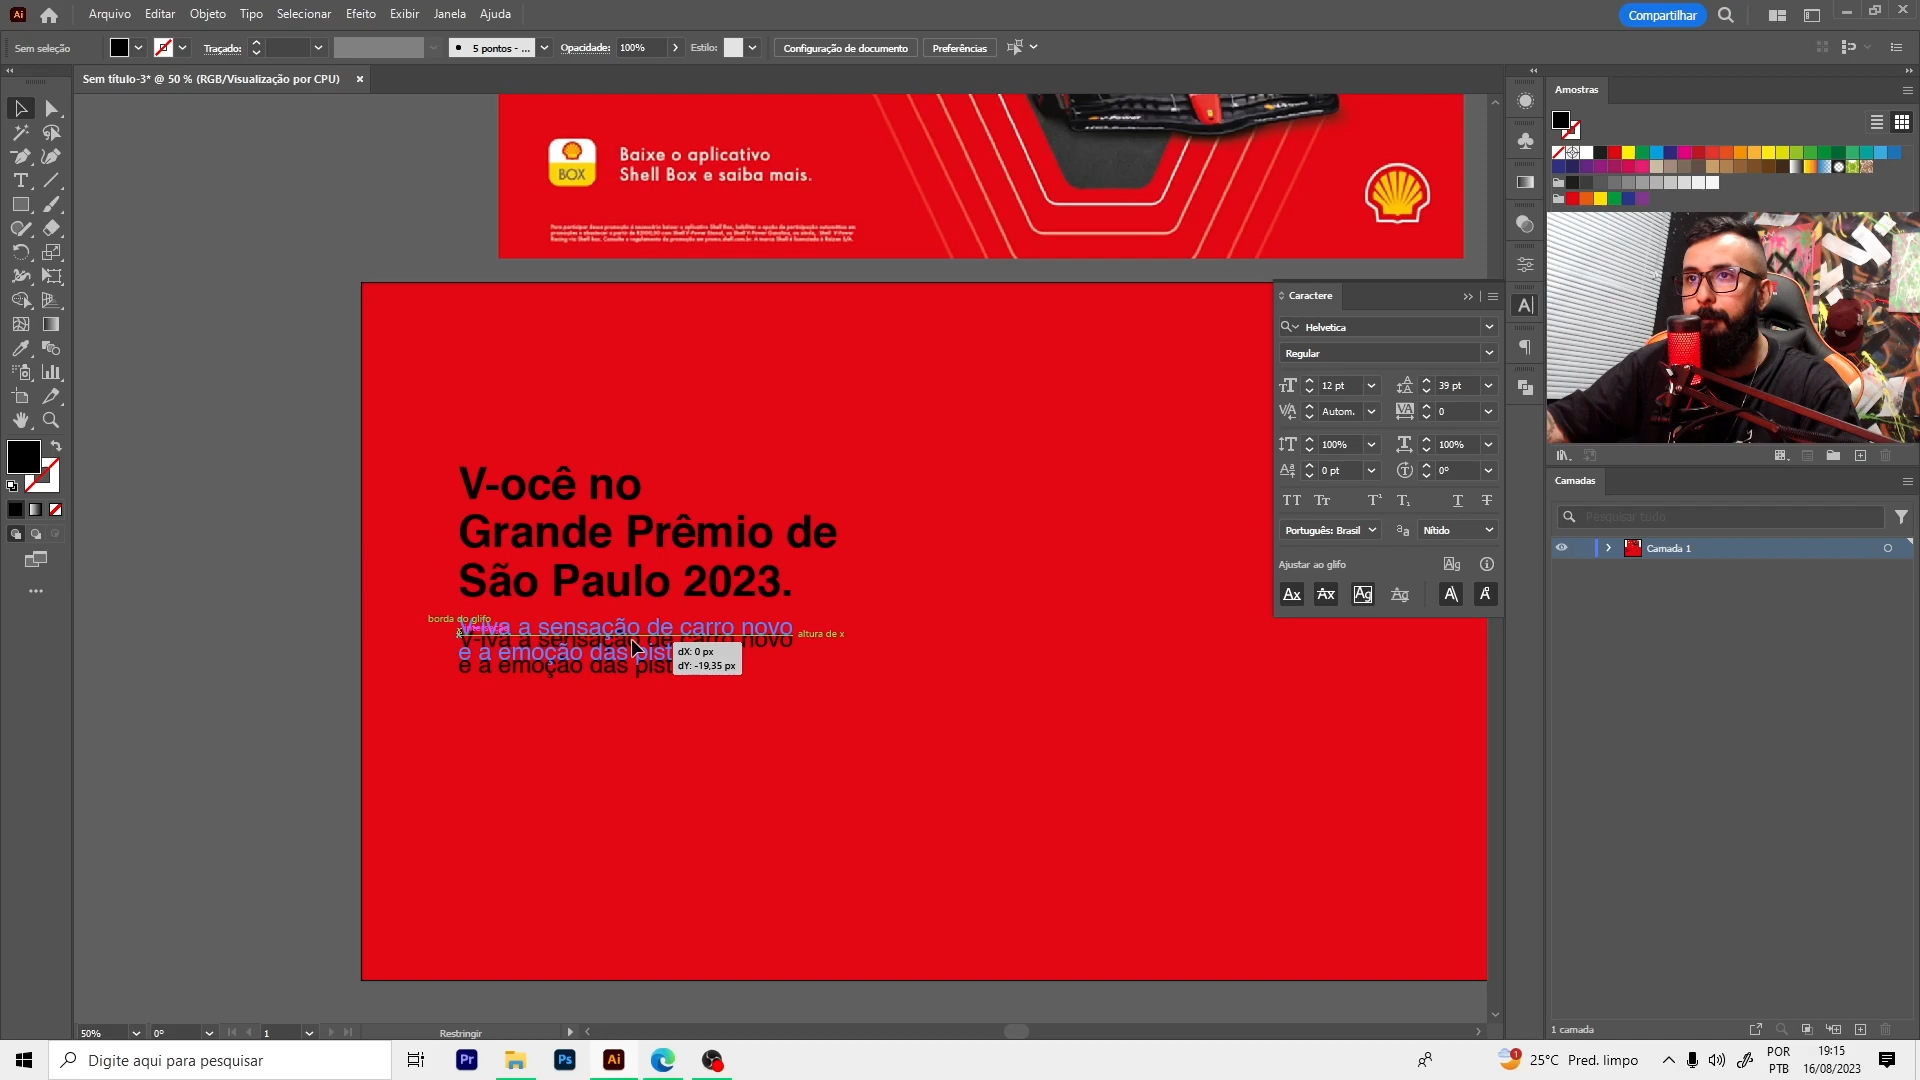 Ai
Arquivo Editar Objeto Tipo Selecionar Efeito Exibir Janela Ajuda
Compartilhar
Sem seleção
Traçado:
5 pontos - ...
Opacidade: 100%
Estilo:
Configuração de documento
Preferências
Sem título-3* @ 50 % (RGB/Visualização por CPU)
Amostras
BOX
Baixe o aplicativo
Shell Box e saiba mais.
Caractere
Helvetica
Regular
12 pt
39 pt
Autom.
0
100%
100%
0 pt
0°
Português: Brasil
Nítido
Ajustar ao glifo
V-ocê no
Grande Prêmio de
São Paulo 2023.
borda do glifo
V-iva a sensação de carro novo
altura de x
e a emoção das pist
dX: 0 px
dY: -19,35 px
Camadas
Pesquisar tudo
Camada 1
1 camada
50%
0°
1
Restringir
Digite aqui para pesquisar
Pr
Ps
Ai
25°C Pred. limpo
POR
PTB
19:15
16/08/2023